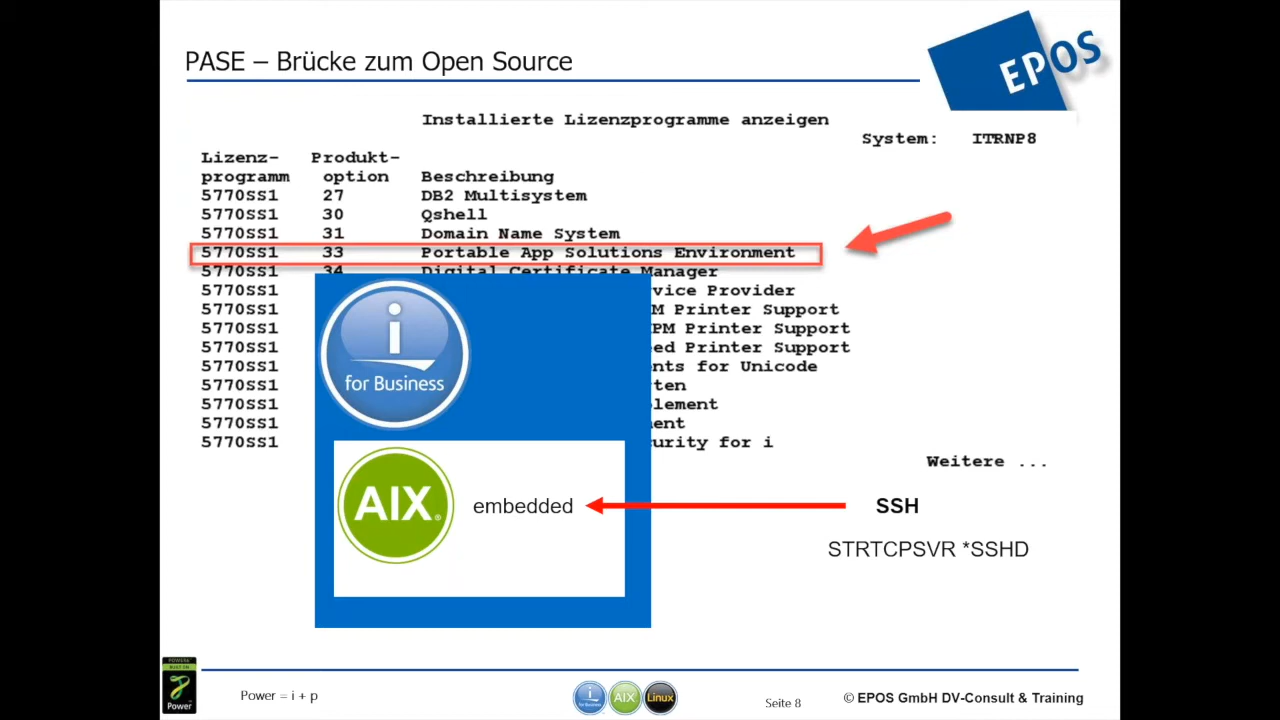 PASE – Brücke zum Open Source
EPOS
Installierte Lizenzprogramme anzeigen
System: ITRNP8
Lizenz- Produkt-
programm option Beschreibung
5770SS1 27 DB2 Multisystem
5770SS1 30 Qshell
5770SS1 31 Domain Name System
5770SS1 33 Portable App Solutions Environment
5770SS1 34 Digital Certificate Manager
5770SS1 vice Provider
5770SS1 M Printer Support
5770SS1 PM Printer Support
5770SS1 ed Printer Support
5770SS1 nts for Unicode
5770SS1 ten
5770SS1 lement
5770SS1 ent
5770SS1 urity for i
Weitere ...
i
for Business
AIX®
embedded
SSH
STRTCPSVR *SSHD
Power
Power = i + p
i
for Business
AIX
Linux
Seite 8
© EPOS GmbH DV-Consult & Training